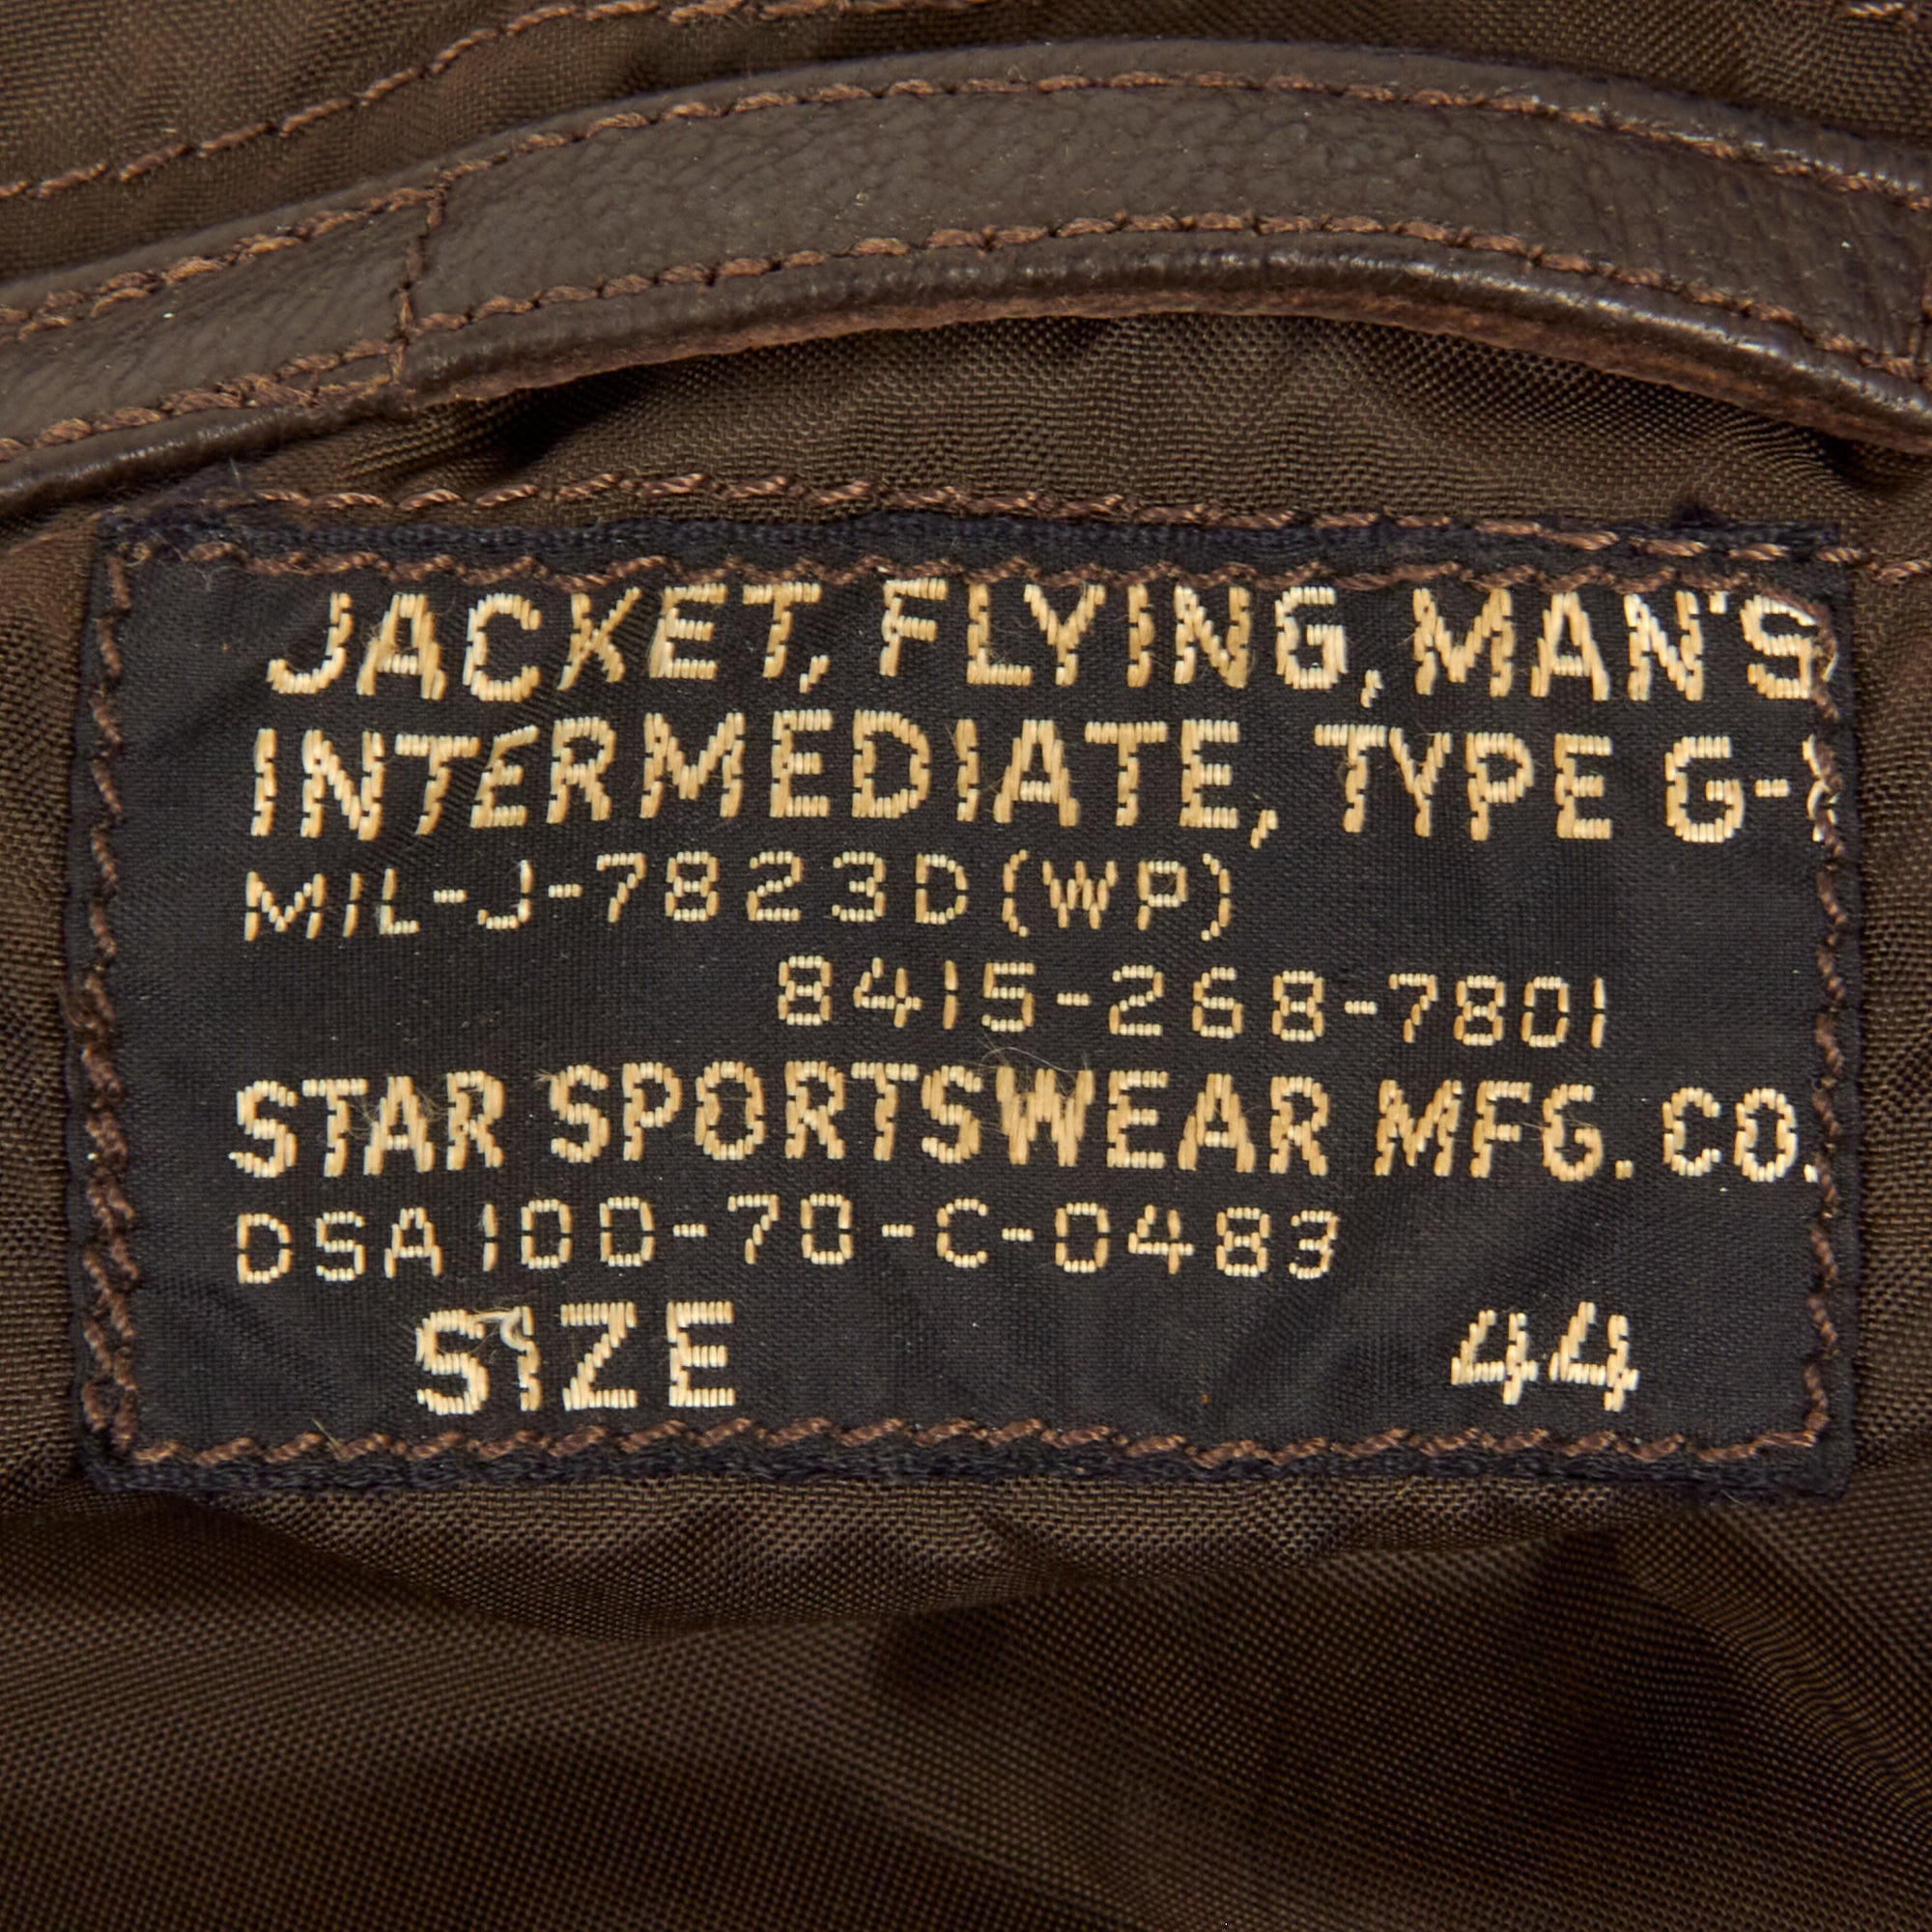 JACKET, FLYING, MAN'S
INTERMEDIATE, TYPE G-
MIL-J-7823D(WP)
8415-268-7801
STAR SPORTSWEAR MFG. CO.
DSA100-70-C-0483
SIZE 44